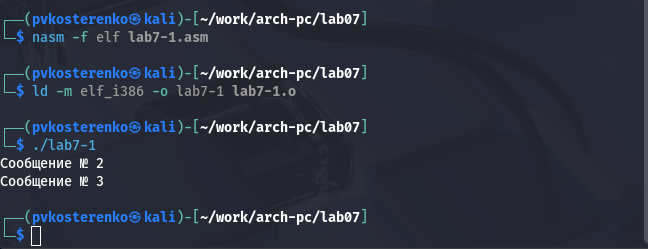 (pvkosterenko㉿kali)-[~/work/arch-pc/lab07]
$ nasm -f elf lab7-1.asm
(pvkosterenko㉿kali)-[~/work/arch-pc/lab07]
$ ld -m elf_i386 -o lab7-1 lab7-1.o
(pvkosterenko㉿kali)-[~/work/arch-pc/lab07]
$ ./lab7-1
Сообщение № 2
Сообщение № 3
(pvkosterenko㉿kali)-[~/work/arch-pc/lab07]
$